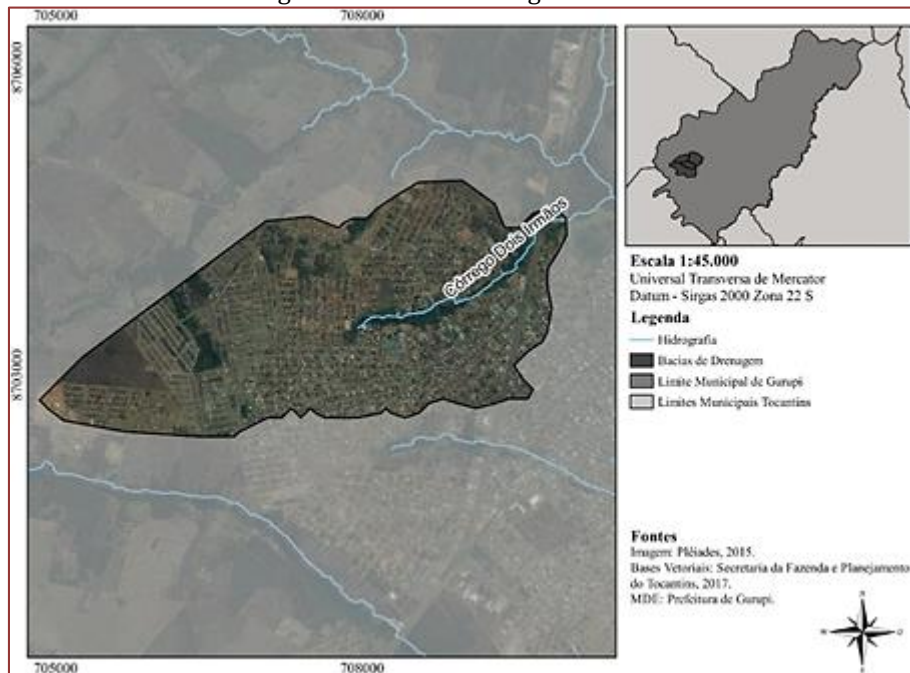 705000
708000
8706000
8703000
Córrego Dois Irmãos
705000
708000
Escala 1:45.000
Universal Transversa de Mercator
Datum - Sirgas 2000 Zona 22 S
Legenda
Hidrografia
Bacias de Drenagem
Limite Municipal de Gurupi
Limites Municipais Tocantins
Fontes
Imagem: Plêiades, 2015.
Bases Vetoriais: Secretaria da Fazenda e Planejamento
do Tocantins, 2017.
MDE: Prefeitura de Gurupi.